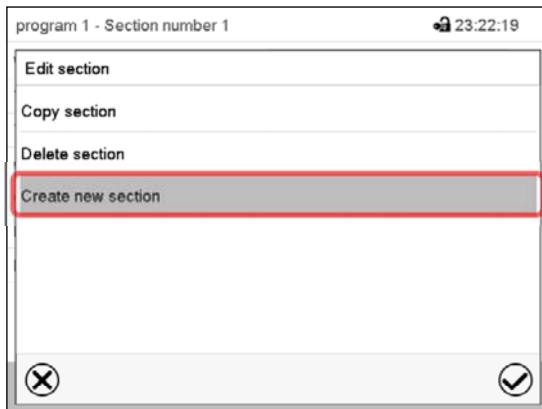 program 1 - Section number 1 23:22:19
Edit section
Copy section
Delete section
Create new section